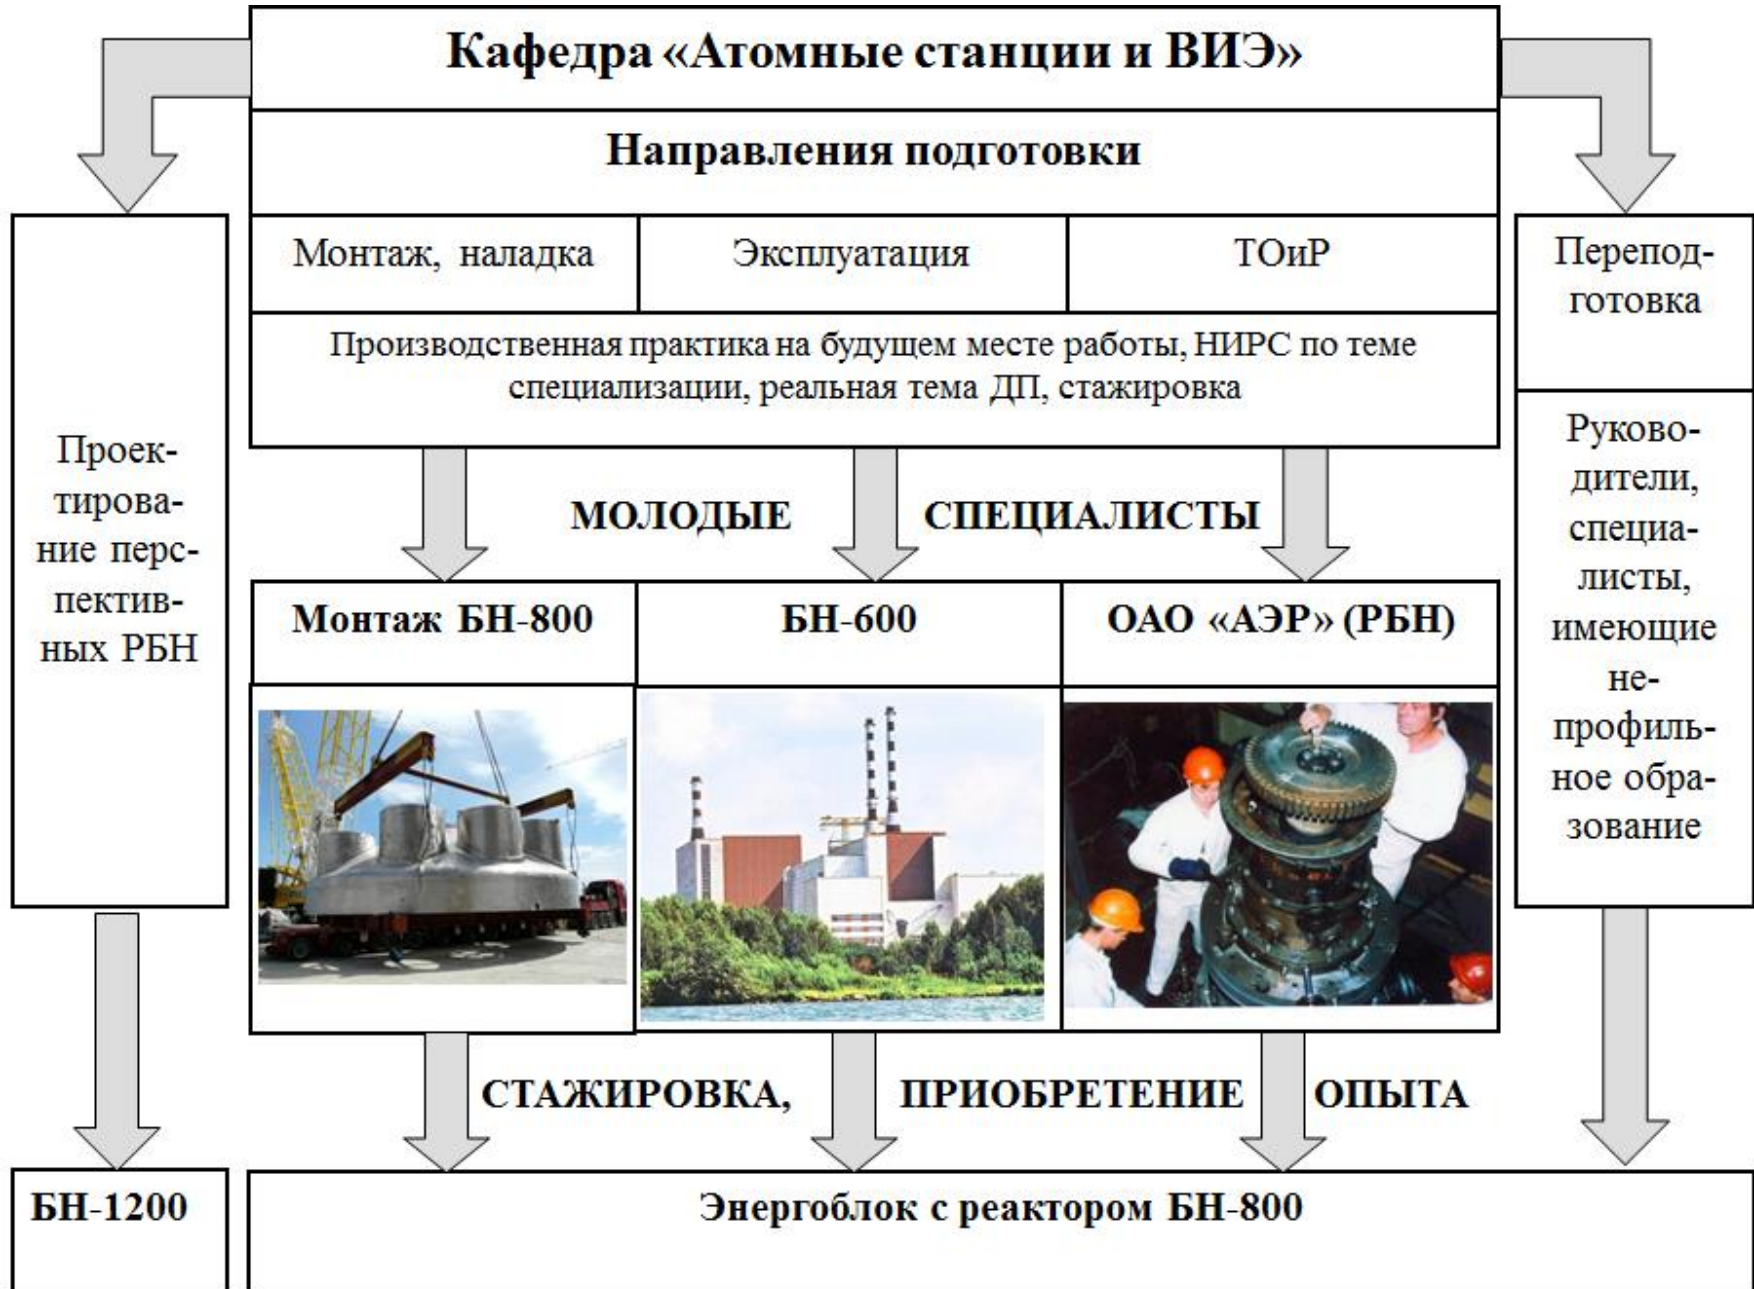 Кафедра «Атомные станции и ВИЭ»
Направления подготовки
Монтаж, наладка
Эксплуатация
ТОиР
Производственная практика на будущем месте работы, НИРС по теме
специализации, реальная тема ДП, стажировка
Проек-
тирова-
ние перс-
пектив-
ных РБН
Перепод-
готовка
Руково-
дители,
специа-
листы,
имеющие
не-
профиль-
ное обра-
зование
МОЛОДЫЕ СПЕЦИАЛИСТЫ
Монтаж БН-800
БН-600
ОАО «АЭР» (РБН)
СТАЖИРОВКА, ПРИОБРЕТЕНИЕ ОПЫТА
БН-1200
Энергоблок с реактором БН-800